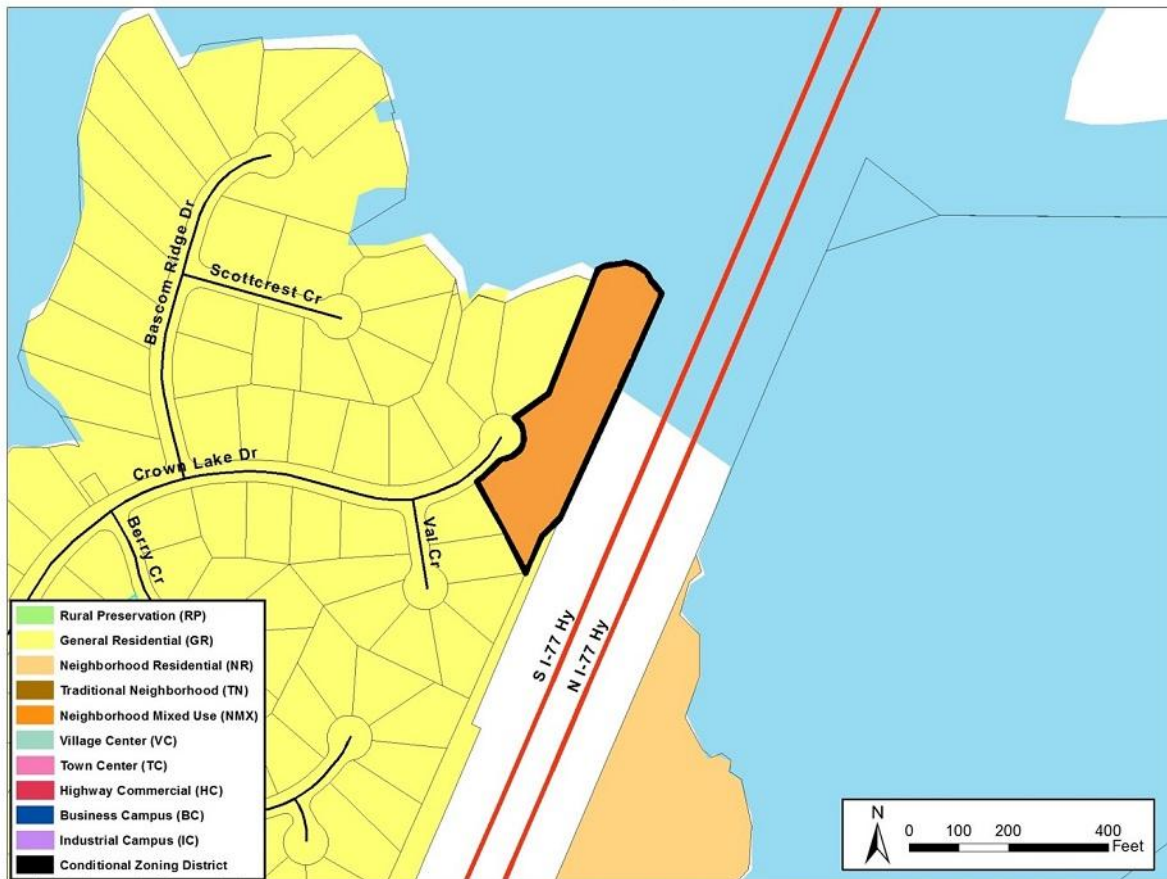 Bascom Ridge Dr
Scottcrest Cr
Crown Lake Dr
Berry Cr
Val Cr
S I-77 Hy
N I-77 Hy
Rural Preservation (RP)
General Residential (GR)
Neighborhood Residential (NR)
Traditional Neighborhood (TN)
Neighborhood Mixed Use (NMX)
Village Center (VC)
Town Center (TC)
Highway Commercial (HC)
Business Campus (BC)
Industrial Campus (IC)
Conditional Zoning District
N
0 100 200 400
Feet